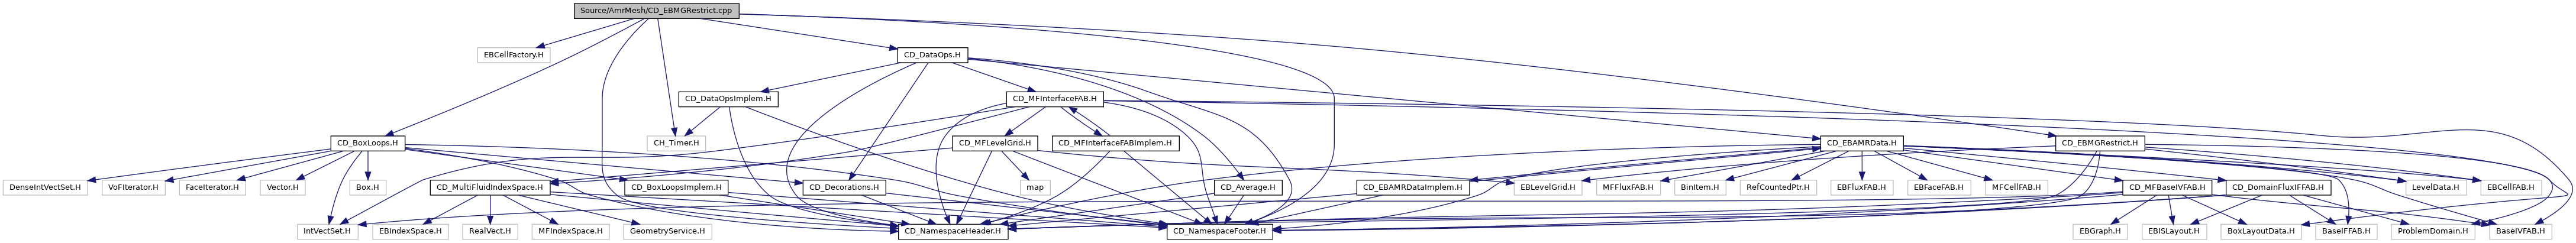 Source/AmrMesh/CD_EBMGRestrict.cpp
EBCellFactory.H
CD_DataOps.H
CD_DataOpsImplem.H
CD_MFInterfaceFAB.H
CD_BoxLoops.H
CH_Timer.H
CD_MFLevelGrid.H
CD_MFInterfaceFABImplem.H
CD_EBAMRData.H
CD_EBMGRestrict.H
DenseIntVectSet.H
VoFIterator.H
FaceIterator.H
Vector.H
Box.H
CD_MultiFluidIndexSpace.H
CD_BoxLoopsImplem.H
CD_Decorations.H
map
CD_Average.H
CD_EBAMRDataImplem.H
EBLevelGrid.H
MFFluxFAB.H
BinItem.H
RefCountedPtr.H
EBFluxFAB.H
EBFaceFAB.H
MFCellFAB.H
CD_MFBaseIVFAB.H
CD_DomainFluxIFFAB.H
LevelData.H
EBCellFAB.H
IntVectSet.H
EBIndexSpace.H
RealVect.H
MFIndexSpace.H
GeometryService.H
CD_NamespaceHeader.H
CD_NamespaceFooter.H
EBGraph.H
EBISLayout.H
BoxLayoutData.H
BaseIFFAB.H
ProblemDomain.H
BaseIVFAB.H